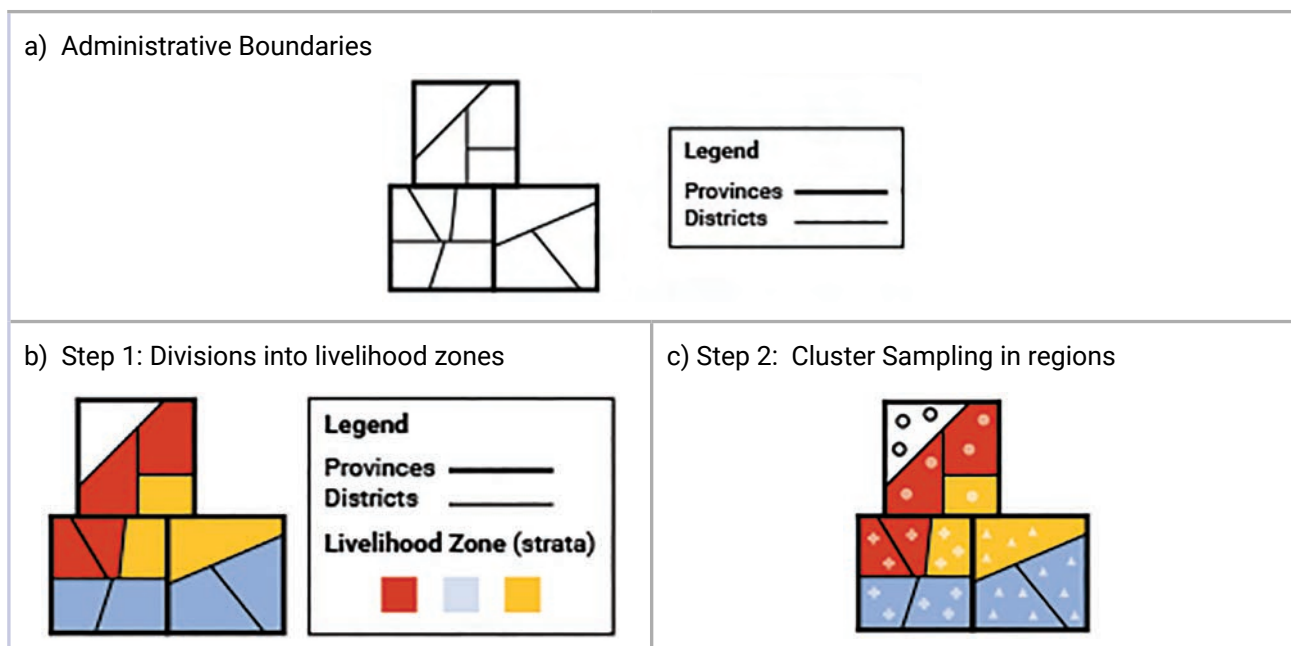 a) Administrative Boundaries
Legend
Provinces
Districts
b) Step 1: Divisions into livelihood zones
Legend
Provinces
Districts
Livelihood Zone (strata)
c) Step 2: Cluster Sampling in regions